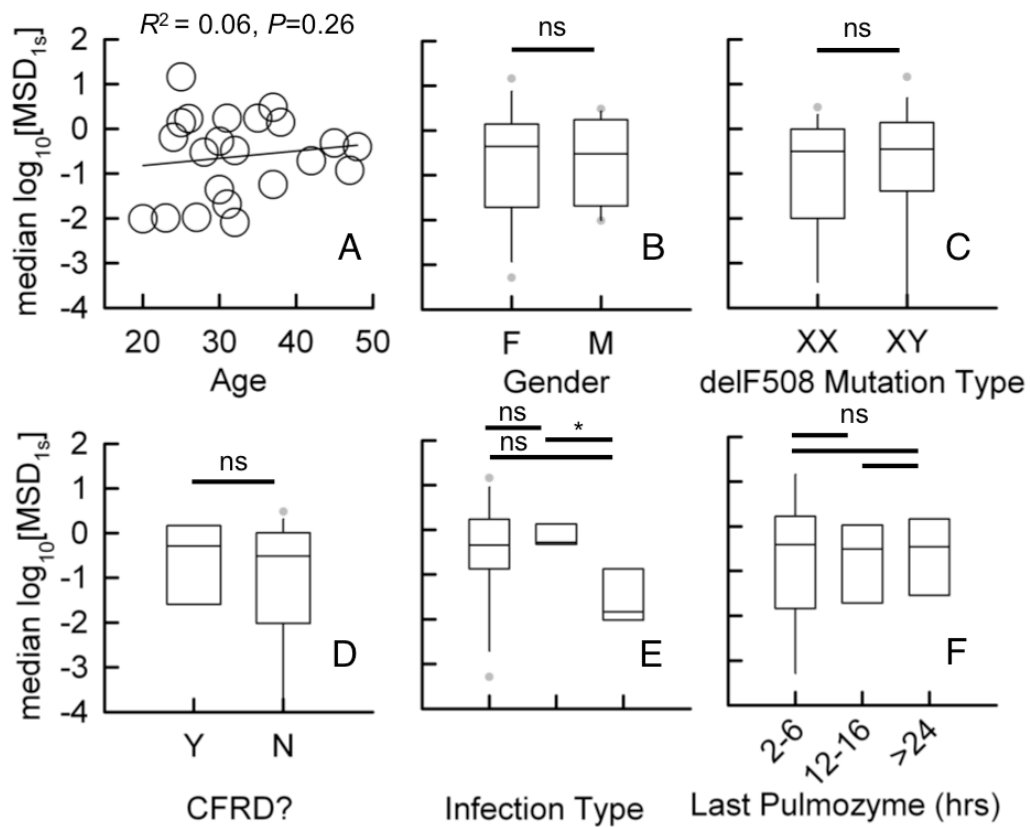 R² = 0.06, P=0.26
median log₁₀[MSD₁ₛ]
2
1
0
-1
-2
-3
-4
20 30 40 50
Age
A
ns
F M
Gender
B
ns
XX XY
delF508 Mutation Type
C
median log₁₀[MSD₁ₛ]
2
1
0
-1
-2
-3
-4
ns
Y N
CFRD?
D
ns
*
ns
Infection Type
E
ns
2-6 12-16 >24
Last Pulmozyme (hrs)
F